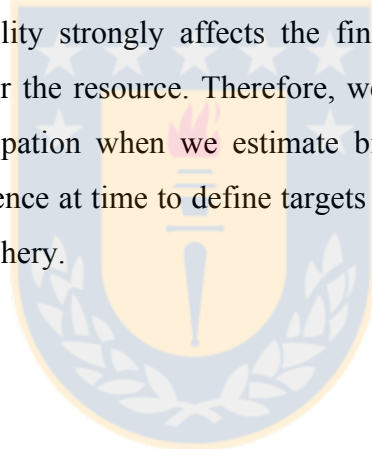 lity strongly affects the fin
r the resource. Therefore, w
pation when we estimate b
ence at time to define targets
hery.